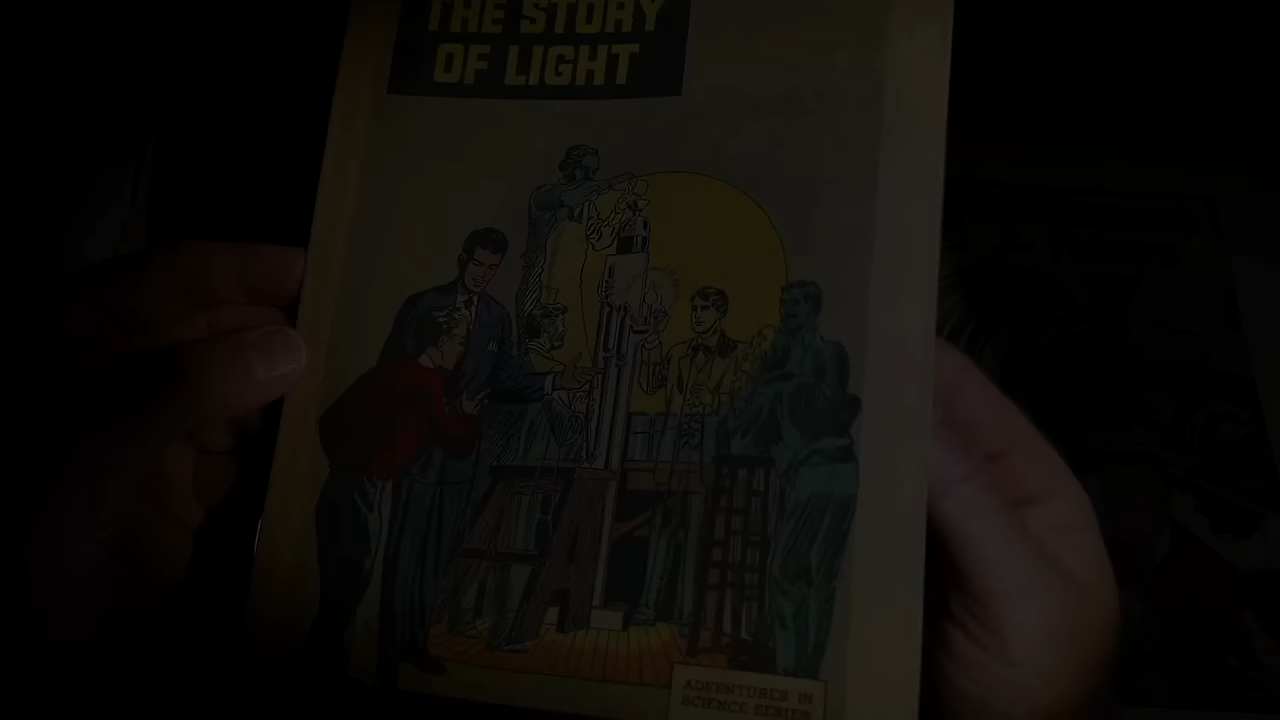 THE STORY
OF LIGHT
ADVENTURES IN
SCIENCE SERIES